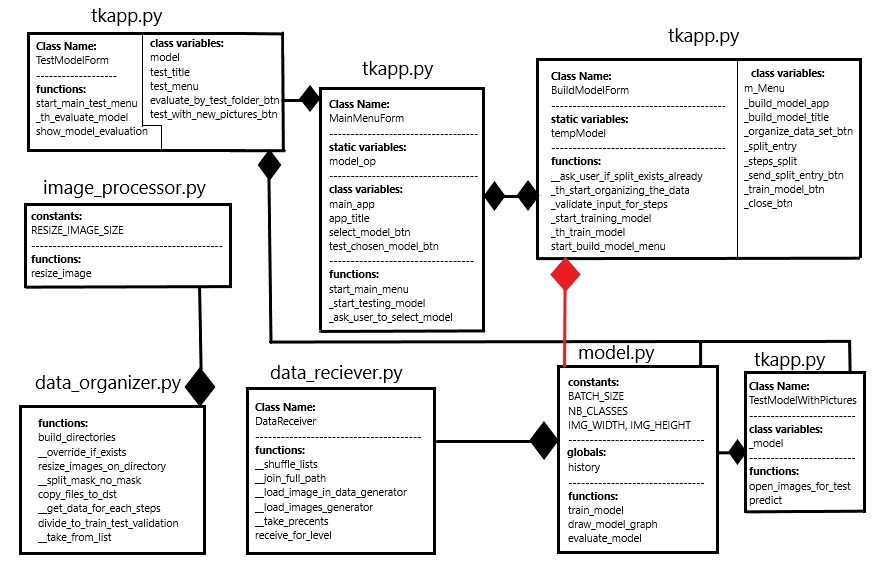 tkapp.py
Class Name:
TestModelForm
--------------------
functions:
start_main_test_menu
_th_evaluate_model
show_model_evaluation
class variables:
model
test_title
test_menu
evaluate_by_test_folder_btn
test_with_new_pictures_btn
tkapp.py
Class Name:
MainMenuForm
--------------------
static variables:
model_op
--------------------
class variables:
main_app
app_title
select_model_btn
test_chosen_model_btn
--------------------
functions:
start_main_menu
_start_testing_model
_ask_user_to_select_model
tkapp.py
Class Name:
BuildModelForm
--------------------
static variables:
tempModel
--------------------
functions:
__ask_user_if_split_exists_already
_th_start_organizing_the_data
_validate_input_for_steps
_start_training_model
_th_train_model
start_build_model_menu
class variables:
m_Menu
_build_model_app
_build_model_title
_organize_data_set_btn
_split_entry
_steps_split
_send_split_entry_btn
_train_model_btn
_close_btn
image_processor.py
constants:
RESIZE_IMAGE_SIZE
--------------------
functions:
resize_image
data_organizer.py
functions:
build_directories
__override_if_exists
resize_images_on_directory
__split_mask_no_mask
copy_files_to_dst
__get_data_for_each_steps
divide_to_train_test_validation
__take_from_list
data_reciever.py
Class Name:
DataReceiver
--------------------
functions:
__shuffle_lists
__join_full_path
__load_image_in_data_generator
__load_images_generator
__take_precents
receive_for_level
model.py
constants:
BATCH_SIZE
NB_CLASSES
IMG_WIDTH, IMG_HEIGHT
--------------------
globals:
history
--------------------
functions:
train_model
draw_model_graph
evaluate_model
tkapp.py
Class Name:
TestModelWithPictures
--------------------
class variables:
_model
--------------------
functions:
open_images_for_test
predict